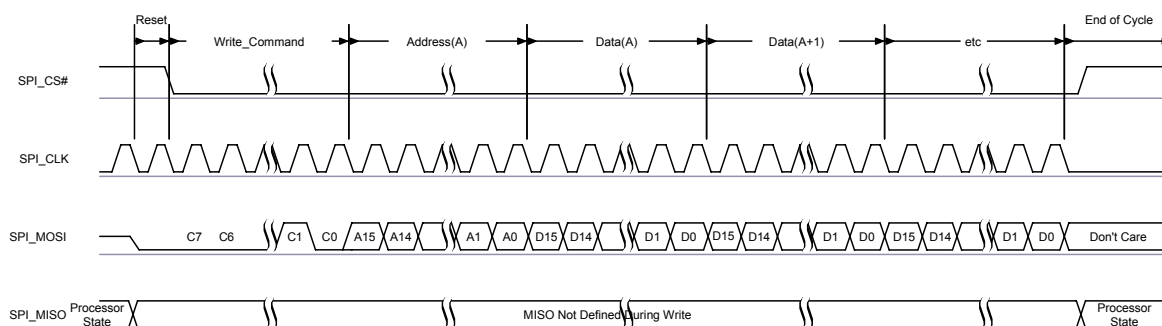 Reset
End of Cycle
Write_Command
Address(A)
Data(A)
Data(A+1)
etc
SPI_CS#
SPI_CLK
SPI_MOSI
C7 C6 C1 C0 A15 A14 A1 A0 D15 D14 D1 D0 D15 D14 D1 D0 D15 D14 D1 D0 Don't Care
SPI_MISO
Processor
State
MISO Not Defined During Write
Processor
State